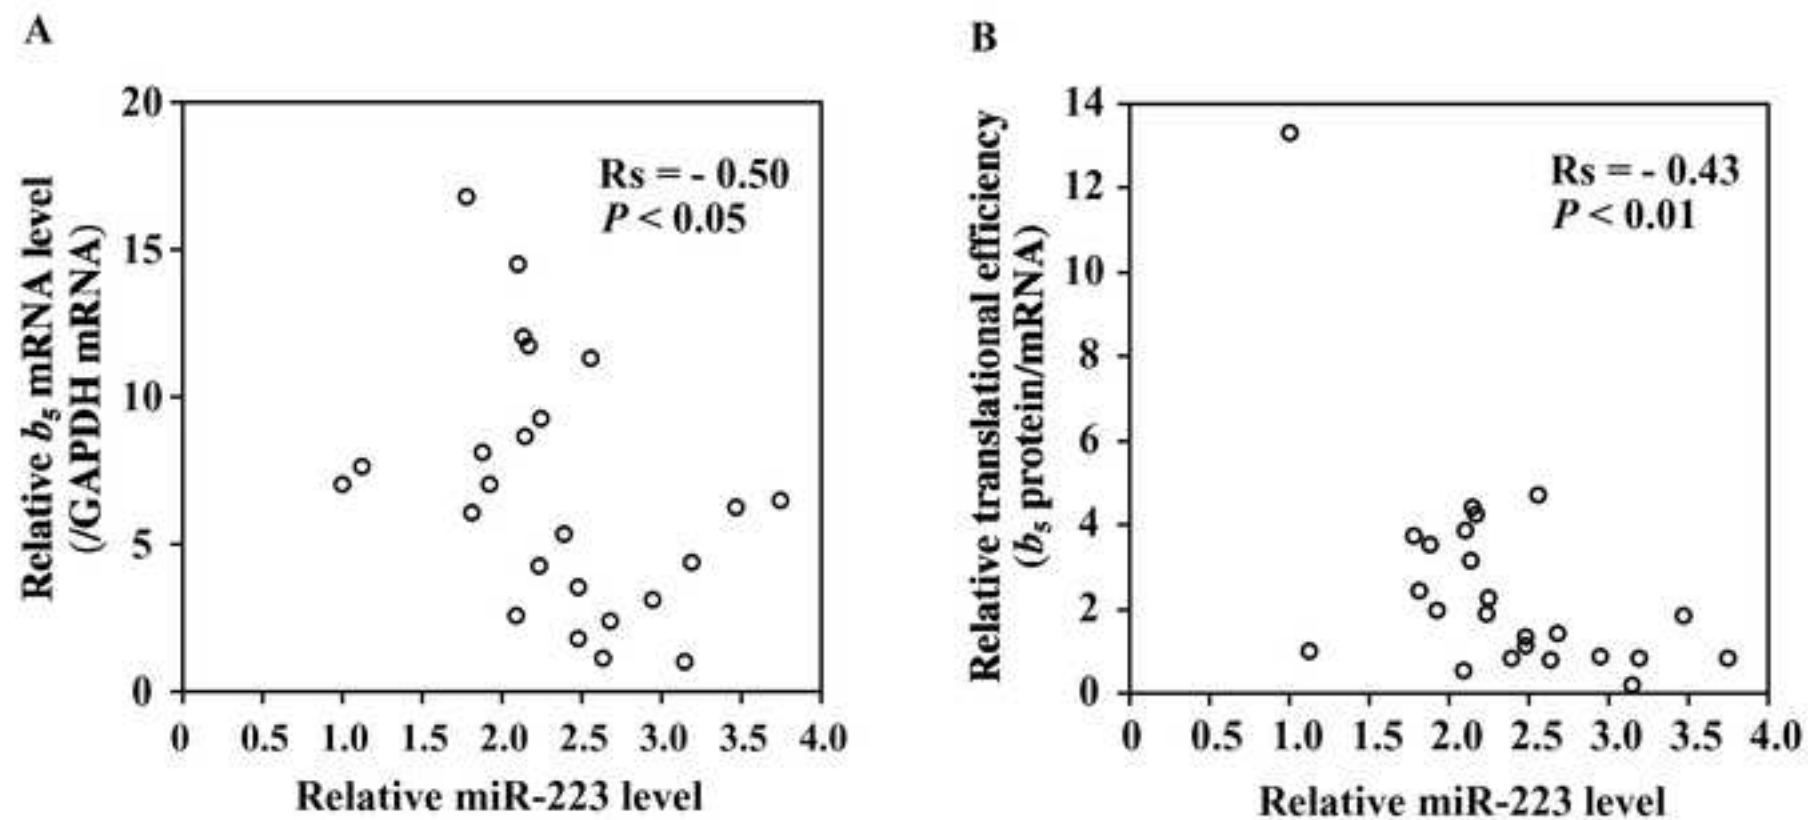 A
Relative b5 mRNA level
(/GAPDH mRNA)
20
15
10
5
0
Rs = - 0.50
P < 0.05
0 0.5 1.0 1.5 2.0 2.5 3.0 3.5 4.0
Relative miR-223 level
B
Relative translational efficiency
(b5 protein/mRNA)
14
12
10
8
6
4
2
0
Rs = - 0.43
P < 0.01
0 0.5 1.0 1.5 2.0 2.5 3.0 3.5 4.0
Relative miR-223 level